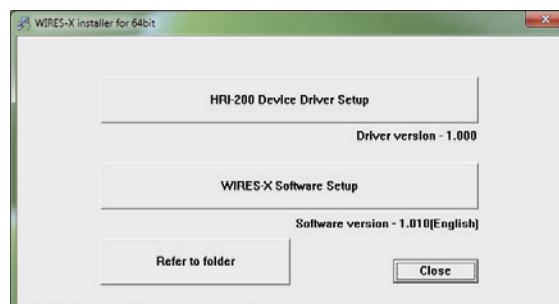 WIRES-X installer for 64bit
HRI-200 Device Driver Setup
Driver version - 1.000
WIRES-X Software Setup
Software version - 1.010[English]
Refer to folder
Close